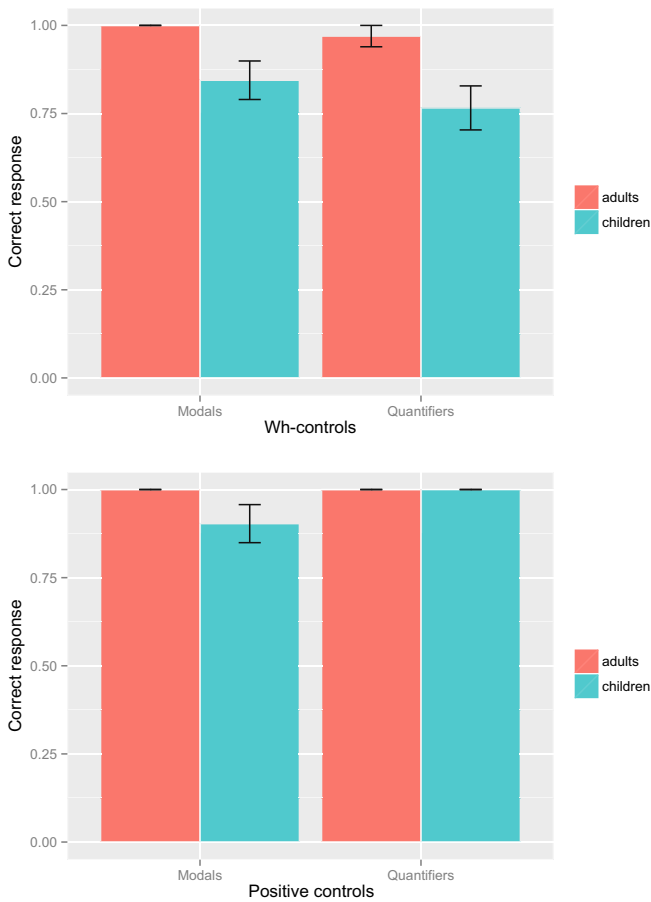 1.00
0.75
0.50
0.25
0.00
Correct response
Modals
Quantifiers
Wh-controls
adults
children
1.00
0.75
0.50
0.25
0.00
Correct response
Modals
Quantifiers
Positive controls
adults
children